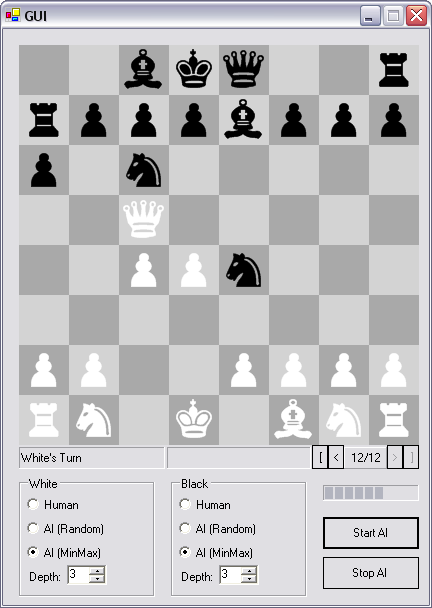 GUI
White's Turn
[ < 12/12 > ]
White
Black
Human
Human
AI (Random)
AI (Random)
AI (MinMax)
AI (MinMax)
Depth: 3
Depth: 3
Start AI
Stop AI